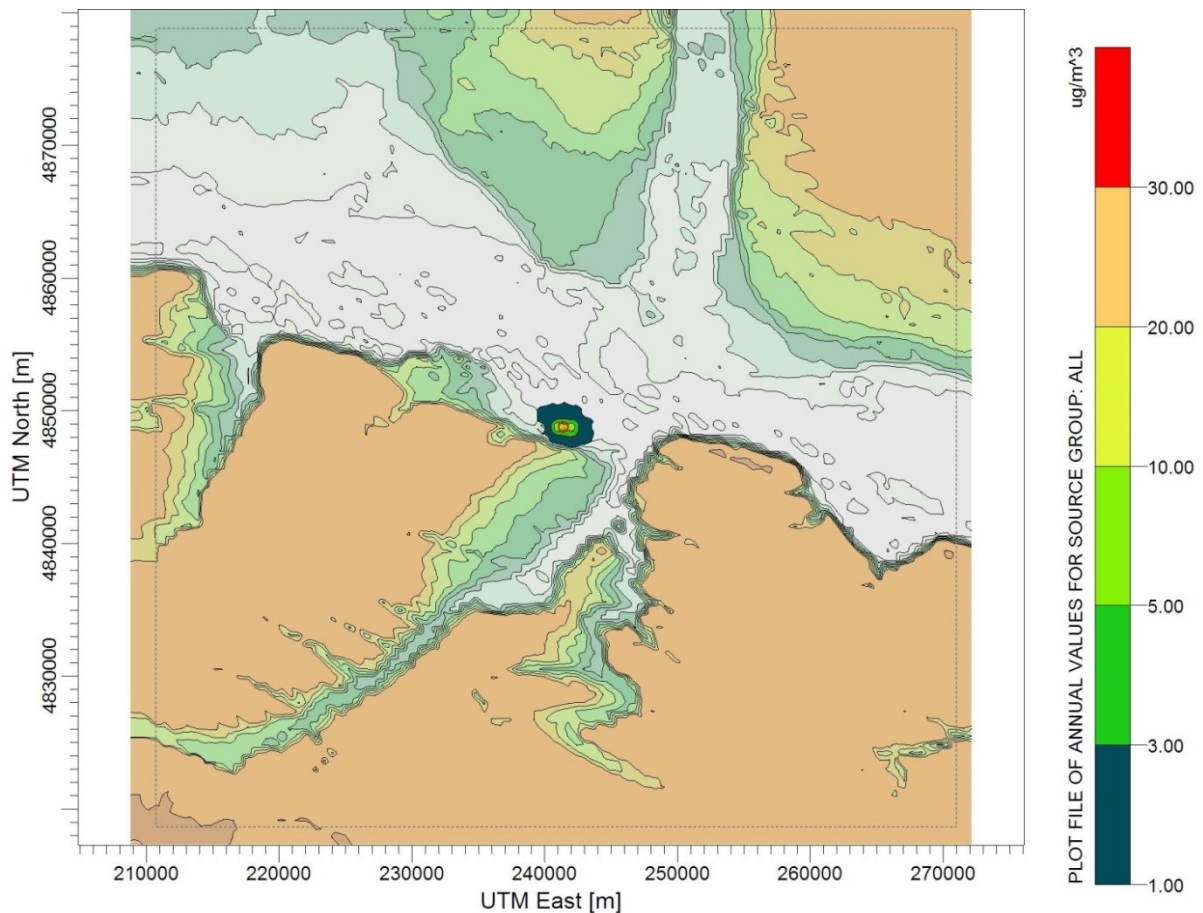 UTM North [m]
4870000
4860000
4850000
4840000
4830000
210000 220000 230000 240000 250000 260000 270000
UTM East [m]
PLOT FILE OF ANNUAL VALUES FOR SOURCE GROUP: ALL
ug/m^3
30.00
20.00
10.00
5.00
3.00
1.00